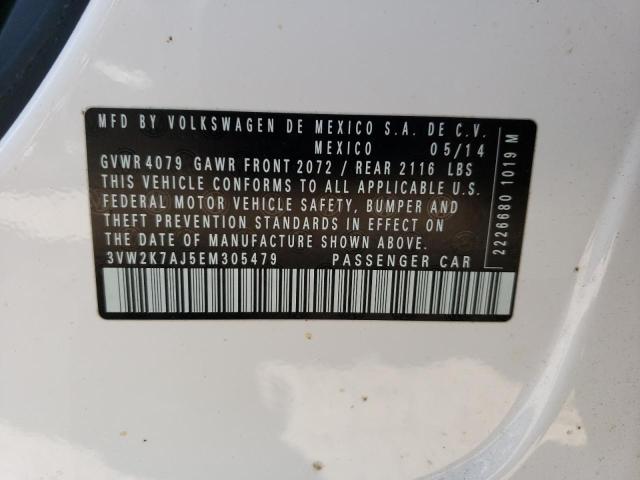 MFD BY VOLKSWAGEN DE MEXICO S.A. DE C.V.
MEXICO 05/14
GVWR 4079 GAWR FRONT 2072 / REAR 2116 LBS
THIS VEHICLE CONFORMS TO ALL APPLICABLE U.S.
FEDERAL MOTOR VEHICLE SAFETY, BUMPER AND
THEFT PREVENTION STANDARDS IN EFFECT ON
THE DATE OF MANUFACTURE SHOWN ABOVE.
3VW2K7AJ5EM305479 PASSENGER CAR
2226680 1019 M